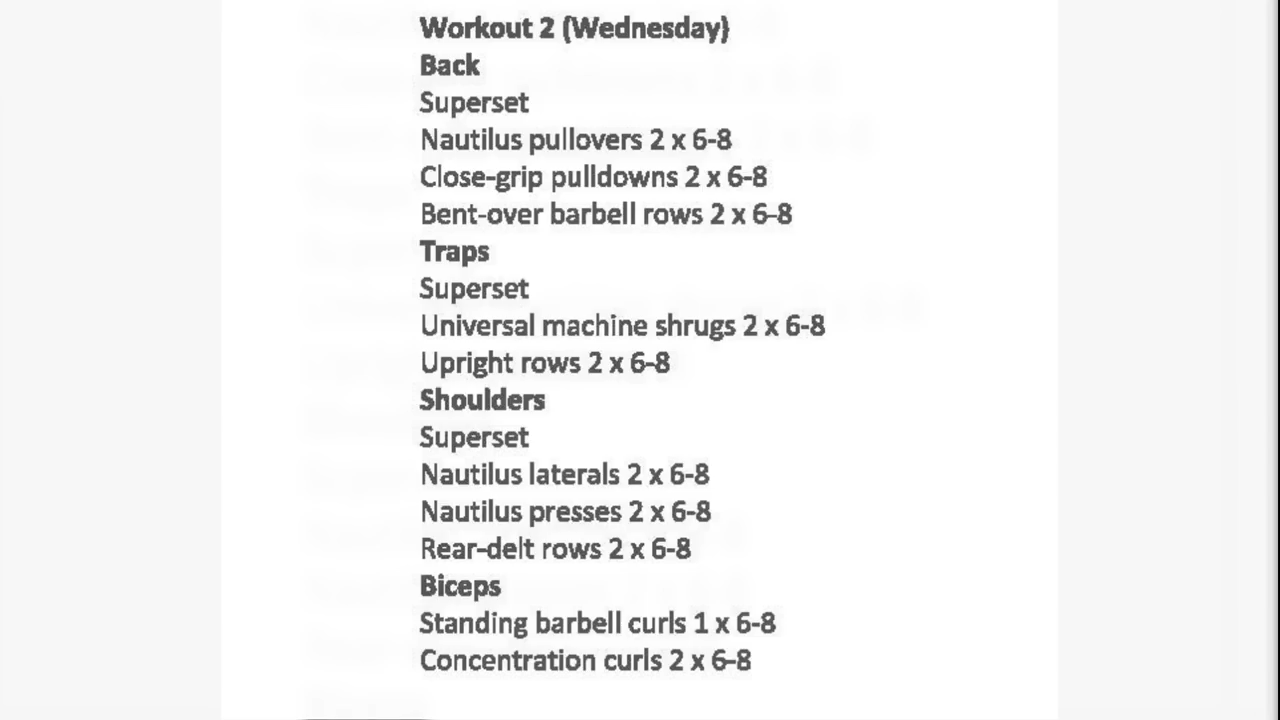 Workout 2 (Wednesday)
Back
Superset
Nautilus pullovers 2 x 6-8
Close-grip pulldowns 2 x 6-8
Bent-over barbell rows 2 x 6-8
Traps
Superset
Universal machine shrugs 2 x 6-8
Upright rows 2 x 6-8
Shoulders
Superset
Nautilus laterals 2 x 6-8
Nautilus presses 2 x 6-8
Rear-delt rows 2 x 6-8
Biceps
Standing barbell curls 1 x 6-8
Concentration curls 2 x 6-8